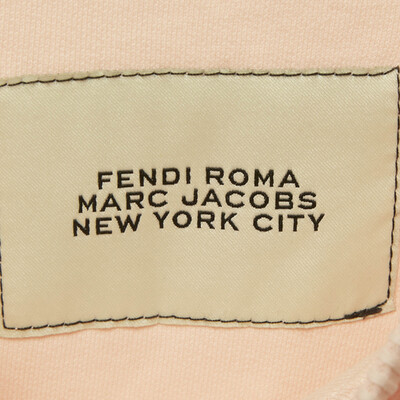 FENDI ROMA
MARC JACOBS
NEW YORK CITY